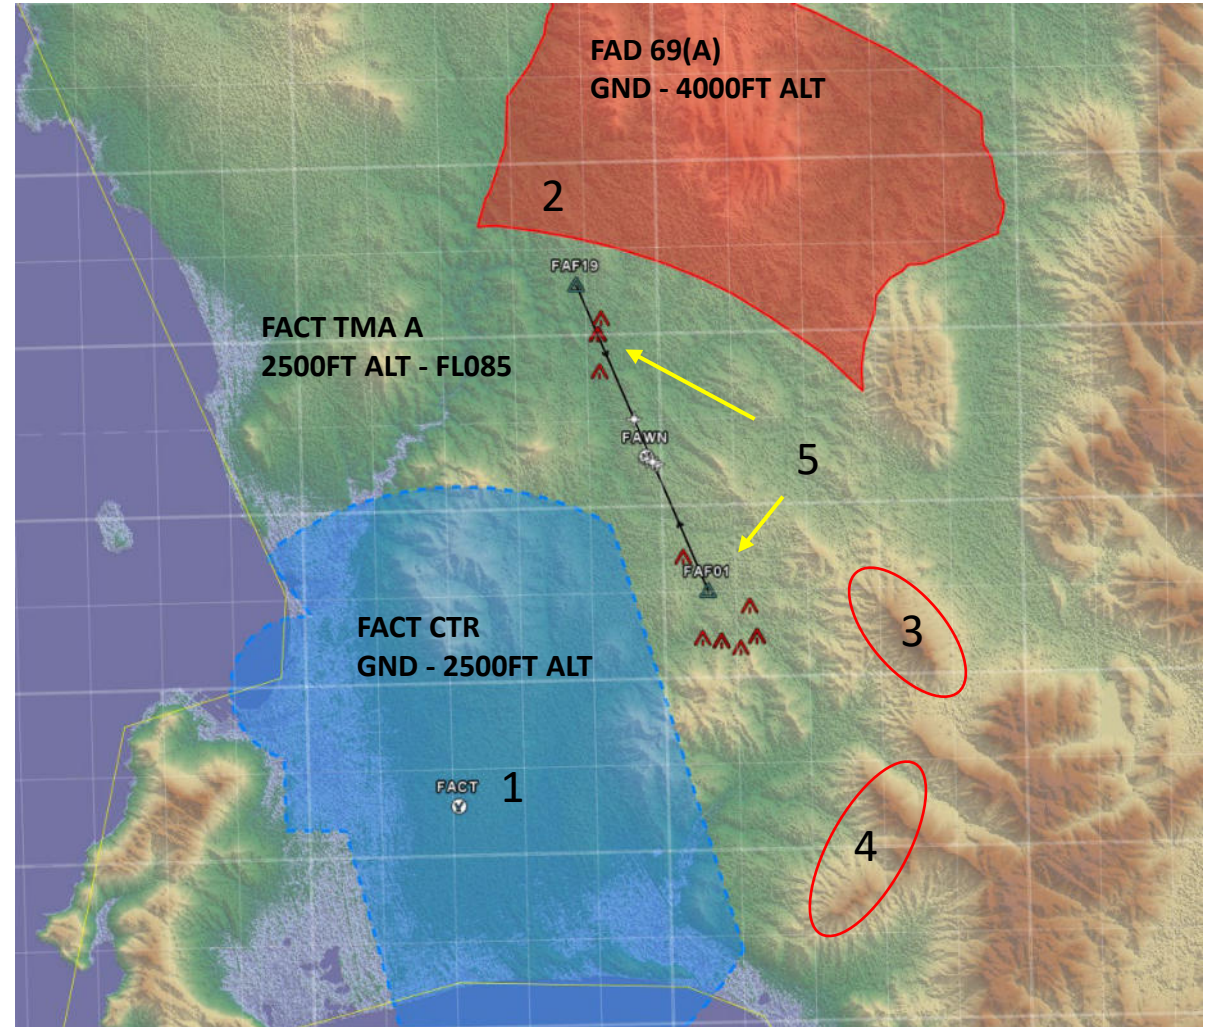 FAD 69(A)
GND - 4000FT ALT
2
FAF19
FACT TMA A
2500FT ALT - FL085
FAWN
5
FAF01
FACT CTR
GND - 2500FT ALT
3
FACT
1
4